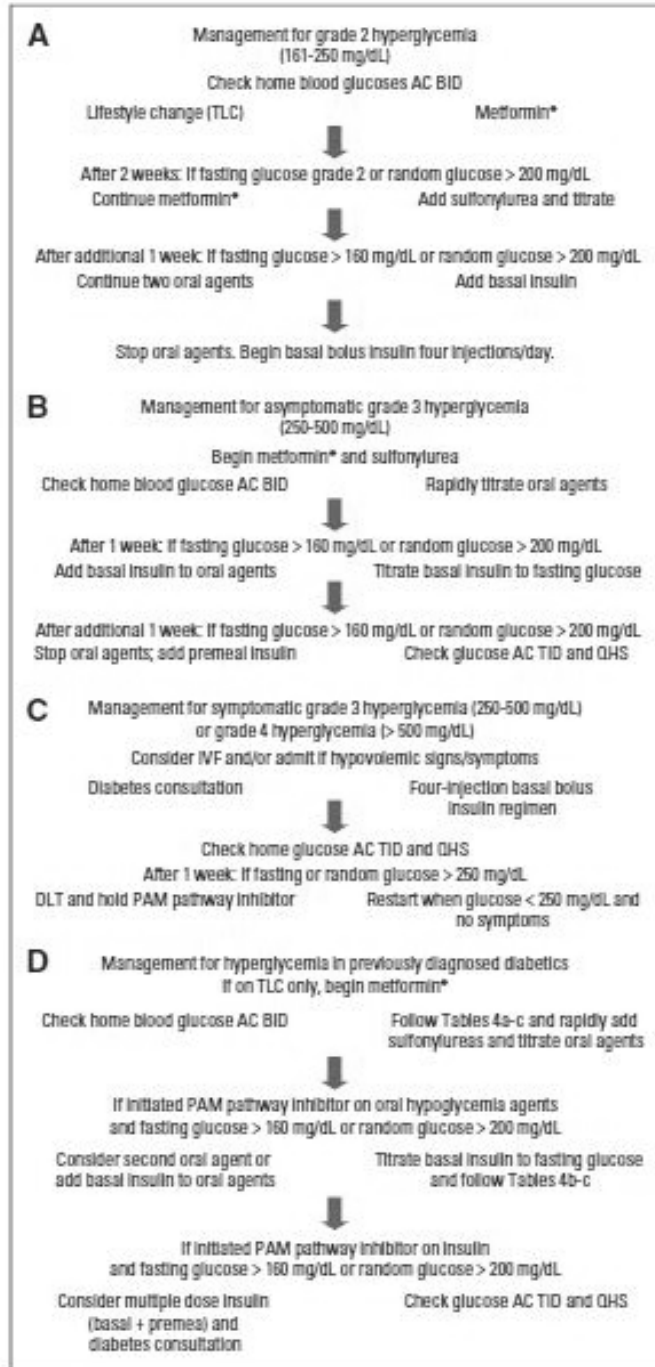 A
Management for grade 2 hyperglycemia
(161-250 mg/dL)
Check home blood glucoses AC BID
Lifestyle change (TLC) Metformin*
After 2 weeks: If fasting glucose grade 2 or random glucose > 200 mg/dL
Continue metformin* Add sulfonylurea and titrate
After additional 1 week: If fasting glucose > 160 mg/dL or random glucose > 200 mg/dL
Continue two oral agents Add basal insulin
Stop oral agents. Begin basal bolus insulin four injections/day.
B
Management for asymptomatic grade 3 hyperglycemia
(250-500 mg/dL)
Begin metformin* and sulfonylurea
Check home blood glucose AC BID Rapidly titrate oral agents
After 1 week: If fasting glucose > 160 mg/dL or random glucose > 200 mg/dL
Add basal insulin to oral agents Titrate basal insulin to fasting glucose
After additional 1 week: If fasting glucose > 160 mg/dL or random glucose > 200 mg/dL
Stop oral agents; add premeal insulin Check glucose AC TID and QHS
C
Management for symptomatic grade 3 hyperglycemia (250-500 mg/dL)
or grade 4 hyperglycemia (> 500 mg/dL)
Consider IVF and/or admit if hypovolemic signs/symptoms
Diabetes consultation Four-injection basal bolus
insulin regimen
Check home glucose AC TID and QHS
After 1 week: If fasting or random glucose > 250 mg/dL
DLT and hold PAM pathway inhibitor Restart when glucose < 250 mg/dL and
no symptoms
D
Management for hyperglycemia in previously diagnosed diabetics
If on TLC only, begin metformin*
Check home blood glucose AC BID Follow Tables 4a-c and rapidly add
sulfonylureas and titrate oral agents
If initiated PAM pathway inhibitor on oral hypoglycemia agents
and fasting glucose > 160 mg/dL or random glucose > 200 mg/dL
Consider second oral agent or Titrate basal insulin to fasting glucose
add basal insulin to oral agents and follow Tables 4b-c
If initiated PAM pathway inhibitor on insulin
and fasting glucose > 160 mg/dL or random glucose > 200 mg/dL
Consider multiple dose insulin Check glucose AC TID and QHS
(basal + premea) and
diabetes consultation